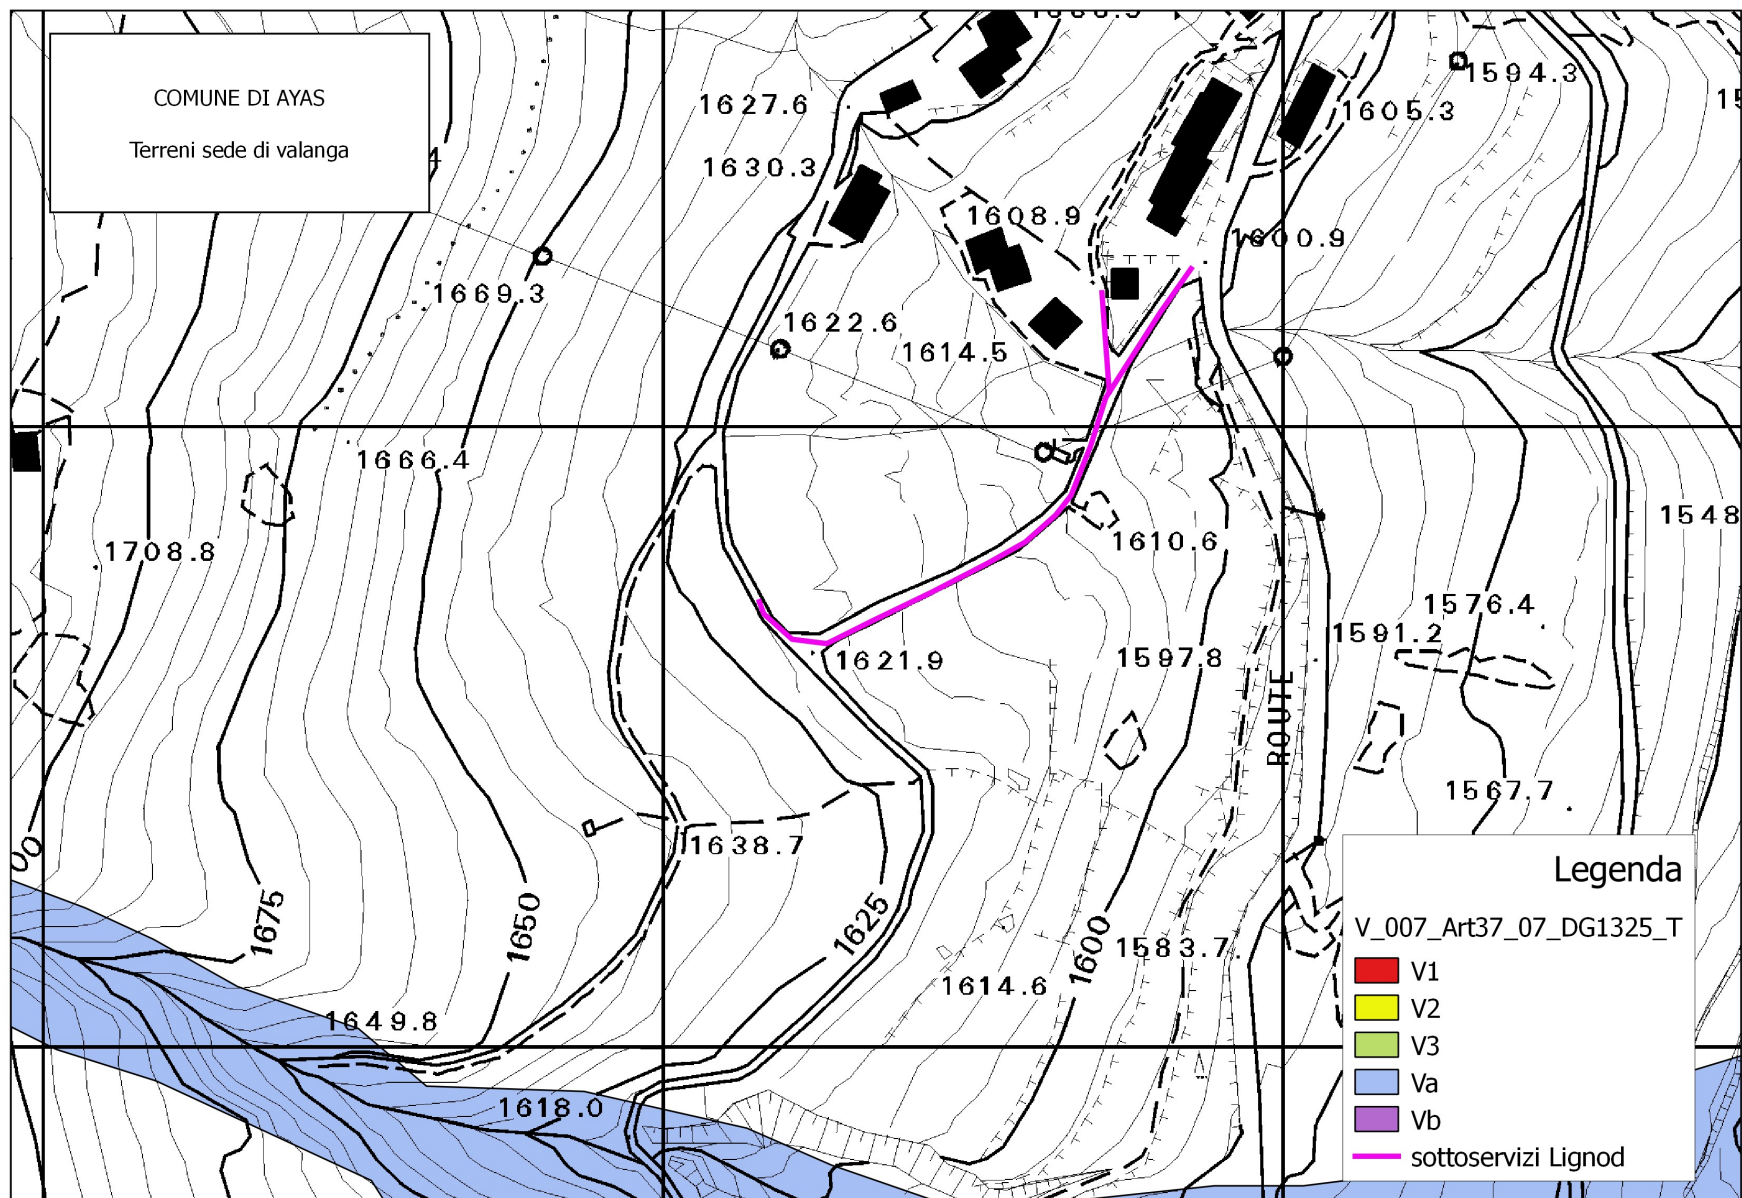 COMUNE DI AYAS
Terreni sede di valanga
1594.3
1627.6
1605.3
1630.3
1608.9
1600.9
1669.3
1622.6
1614.5
1666.4
1548
1708.8
1610.6
1576.4
1591.2
1621.9
1597.8
ROUTE
1567.7
1638.7
00
1675
1650
1625
1600
1583.7
1614.6
1649.8
1618.0
Legenda
V_007_Art37_07_DG1325_T
V1
V2
V3
Va
Vb
sottoservizi Lignod